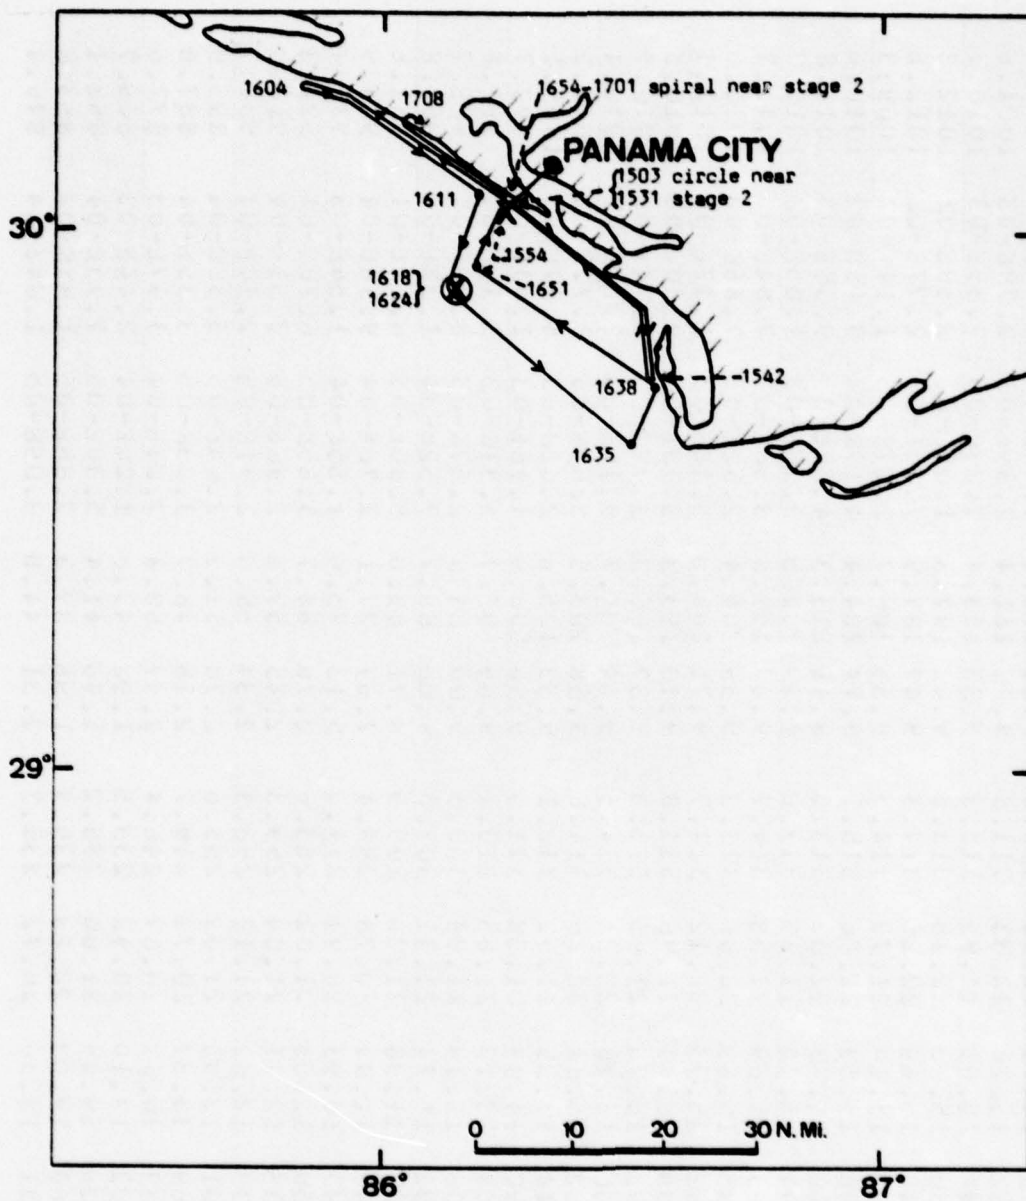 1604
1708
1654-1701 spiral near stage 2
PANAMA CITY
1611
{1503 circle near
1531 stage 2
30°
1554
1618}
1624
1651
1638
1542
1635
29°
0 10 20 30 N. Mi.
86° 87°